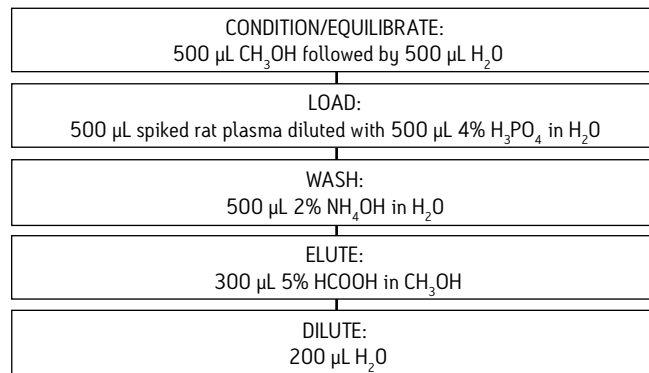 CONDITION/EQUILIBRATE:
500 µL CH₃OH followed by 500 µL H₂O
LOAD:
500 µL spiked rat plasma diluted with 500 µL 4% H₃PO₄ in H₂O
WASH:
500 µL 2% NH₄OH in H₂O
ELUTE:
300 µL 5% HCOOH in CH₃OH
DILUTE:
200 µL H₂O